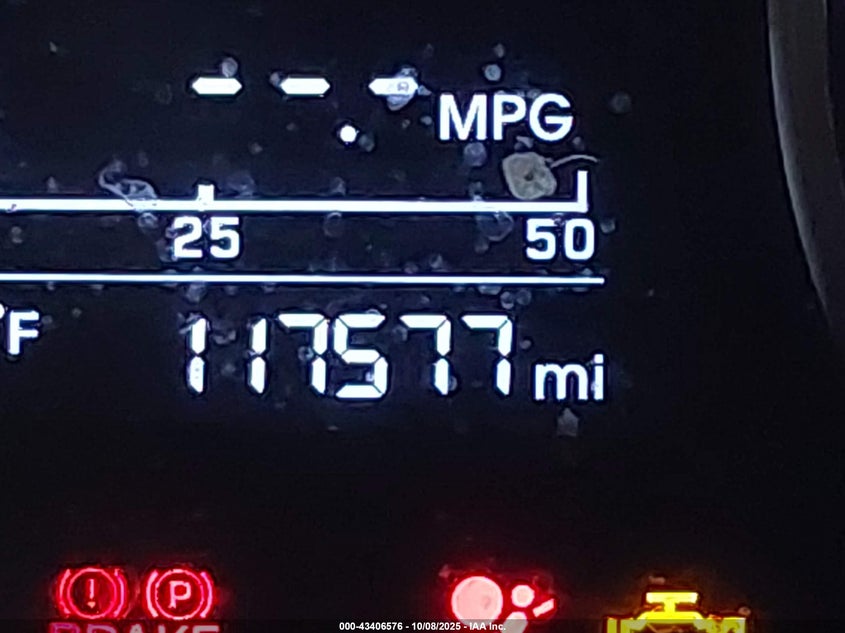 --.- MPG
25 50
°F 117577 mi
! P
BRAKE
000-43406576 - 10/08/2025 - IAA Inc.